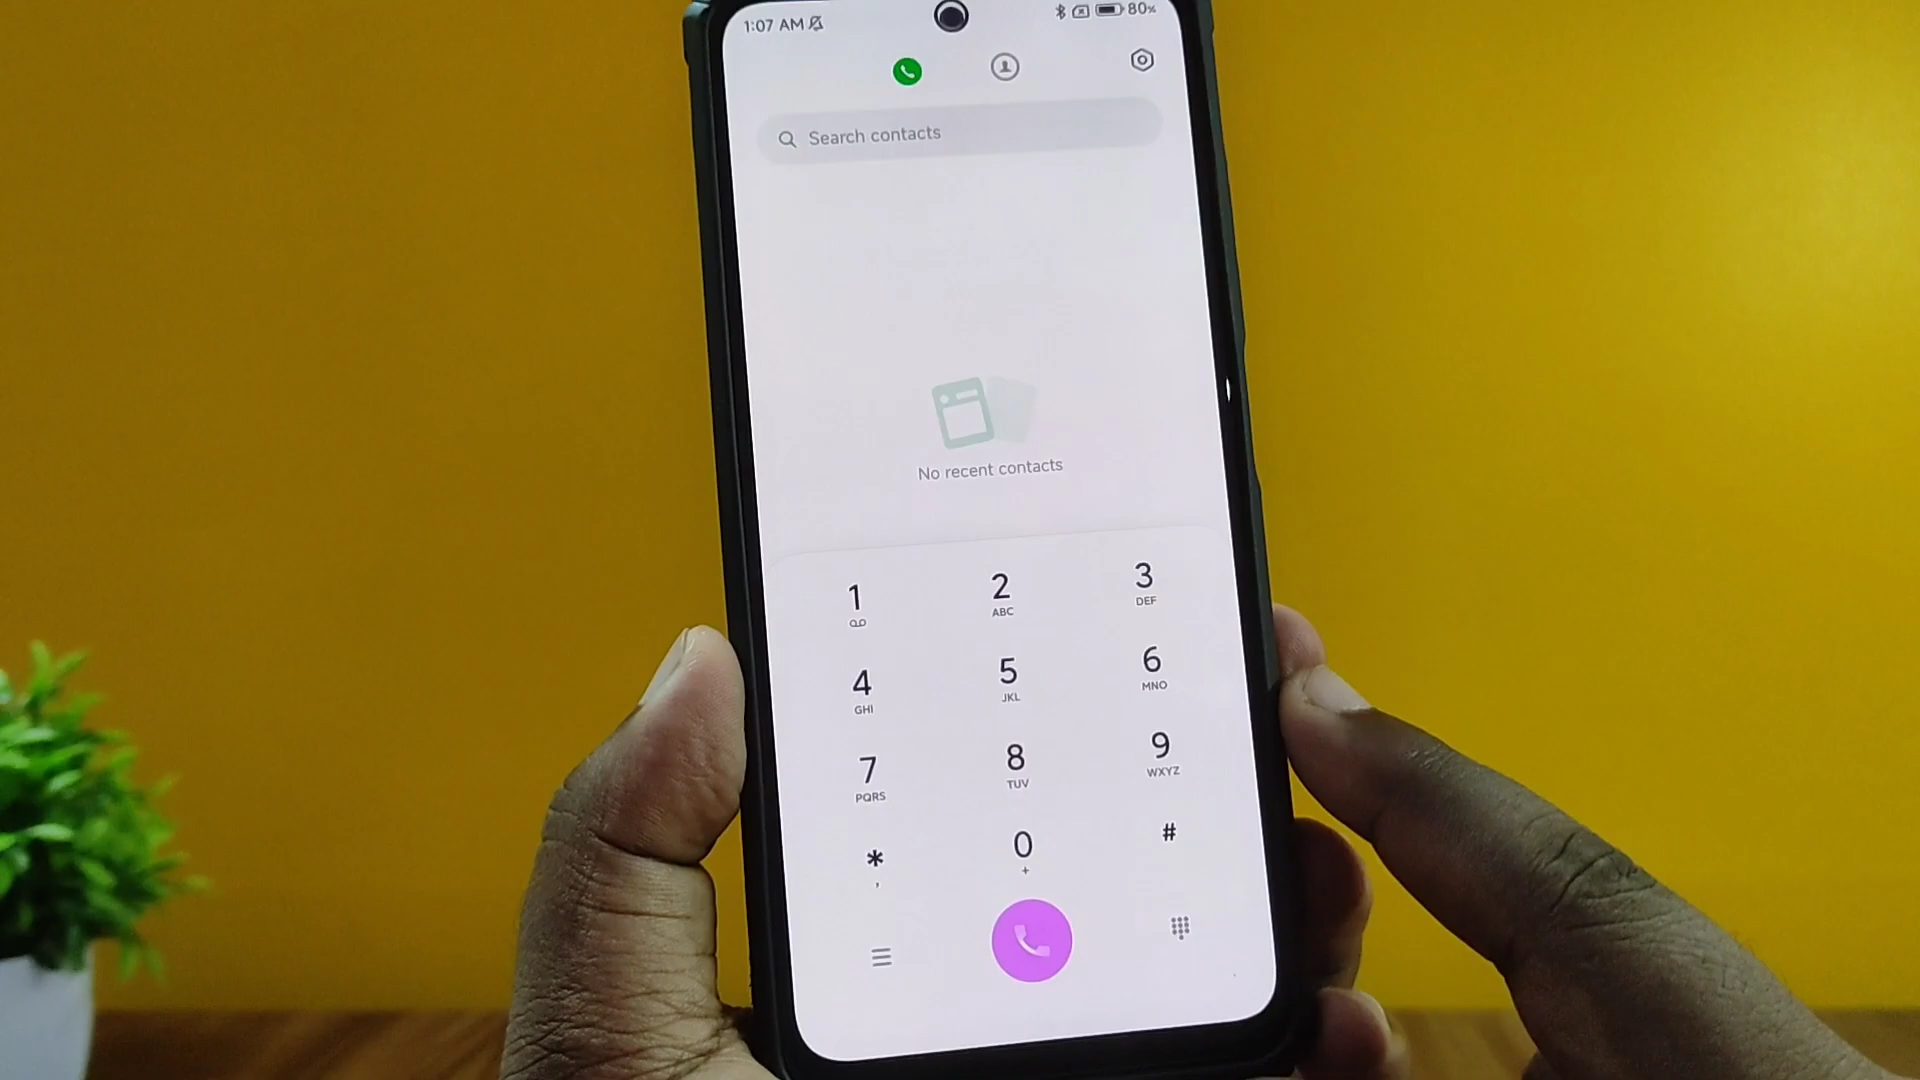 1:07 AM
80%
Search contacts
No recent contacts
1 2 3
ABC DEF
4 5 6
GHI JKL MNO
7 8 9
PQRS TUV WXYZ
* 0 #
, +